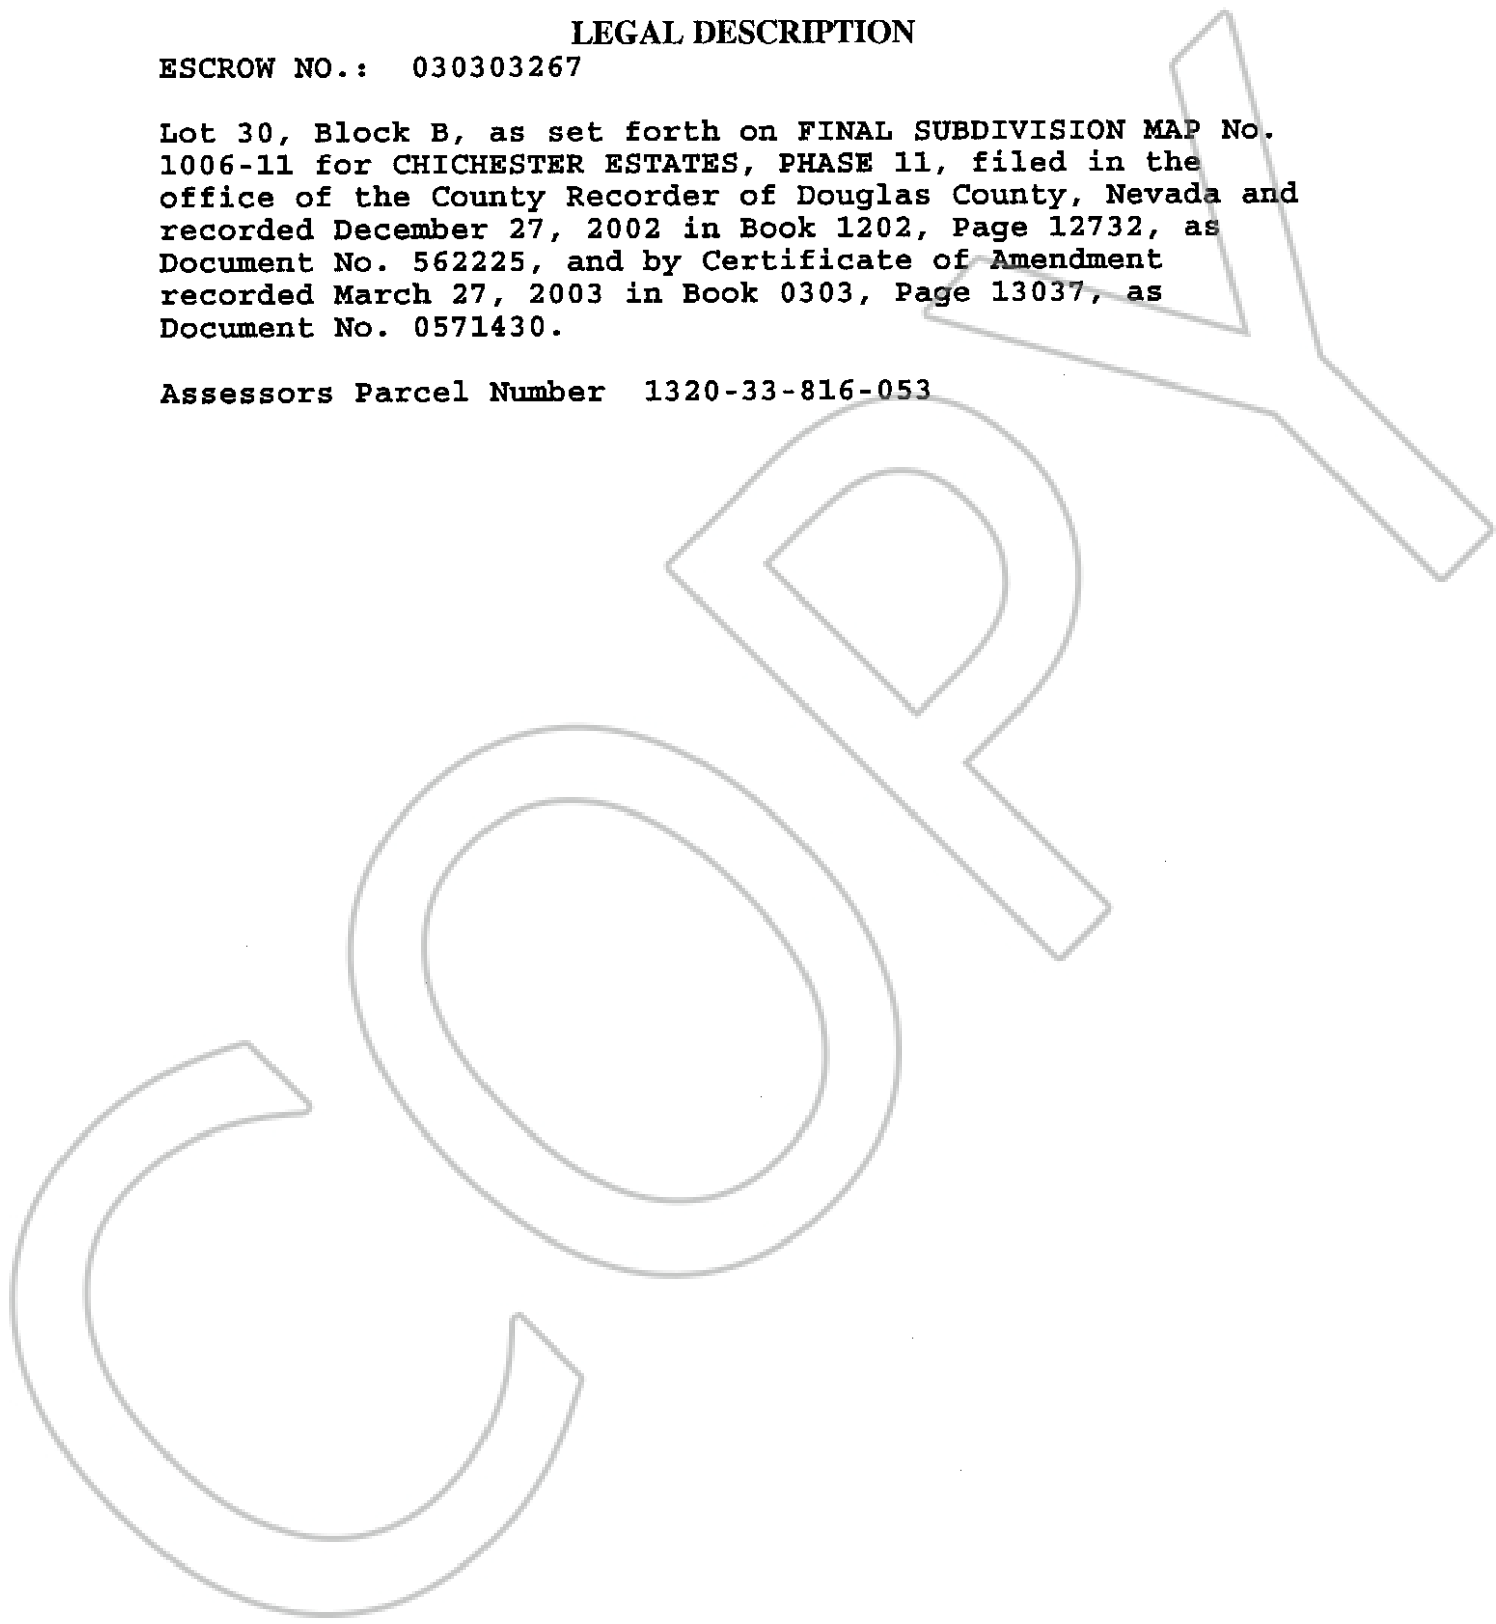 LEGAL DESCRIPTION
ESCROW NO.: 030303267
Lot 30, Block B, as set forth on FINAL SUBDIVISION MAP No.
1006-11 for CHICHESTER ESTATES, PHASE 11, filed in the
office of the County Recorder of Douglas County, Nevada and
recorded December 27, 2002 in Book 1202, Page 12732, as
Document No. 562225, and by Certificate of Amendment
recorded March 27, 2003 in Book 0303, Page 13037, as
Document No. 0571430.
Assessors Parcel Number 1320-33-816-053
COPY